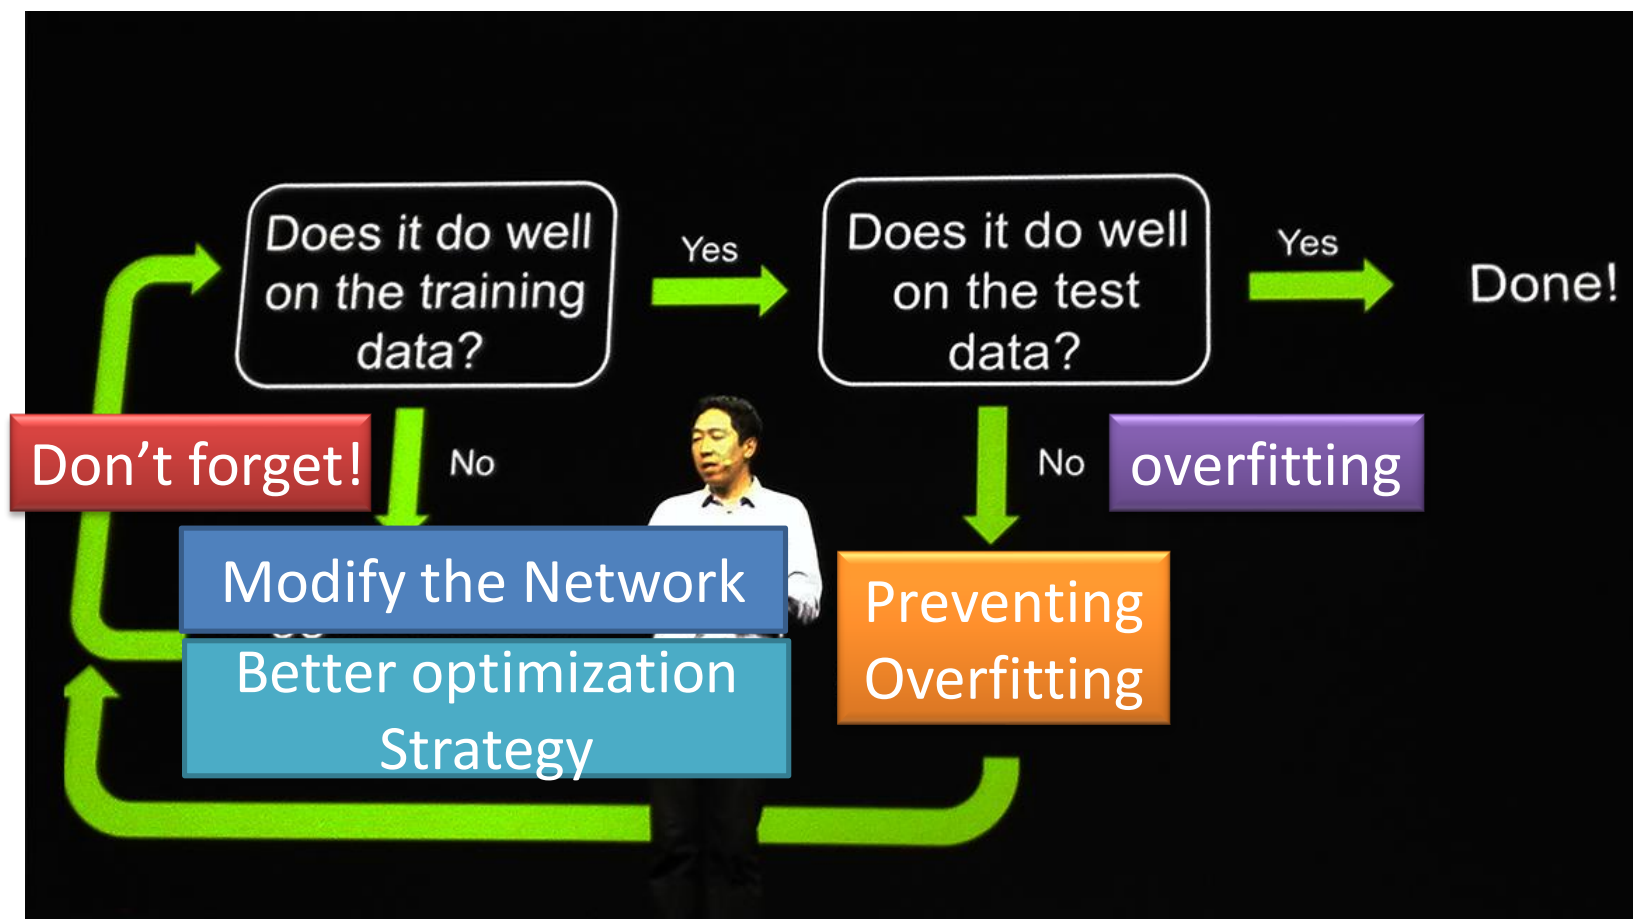 Does it do well
on the training
data?
Yes
Does it do well
on the test
data?
Yes
Done!
Don’t forget!
No
No
overfitting
Modify the Network
Better optimization
Strategy
Preventing
Overfitting